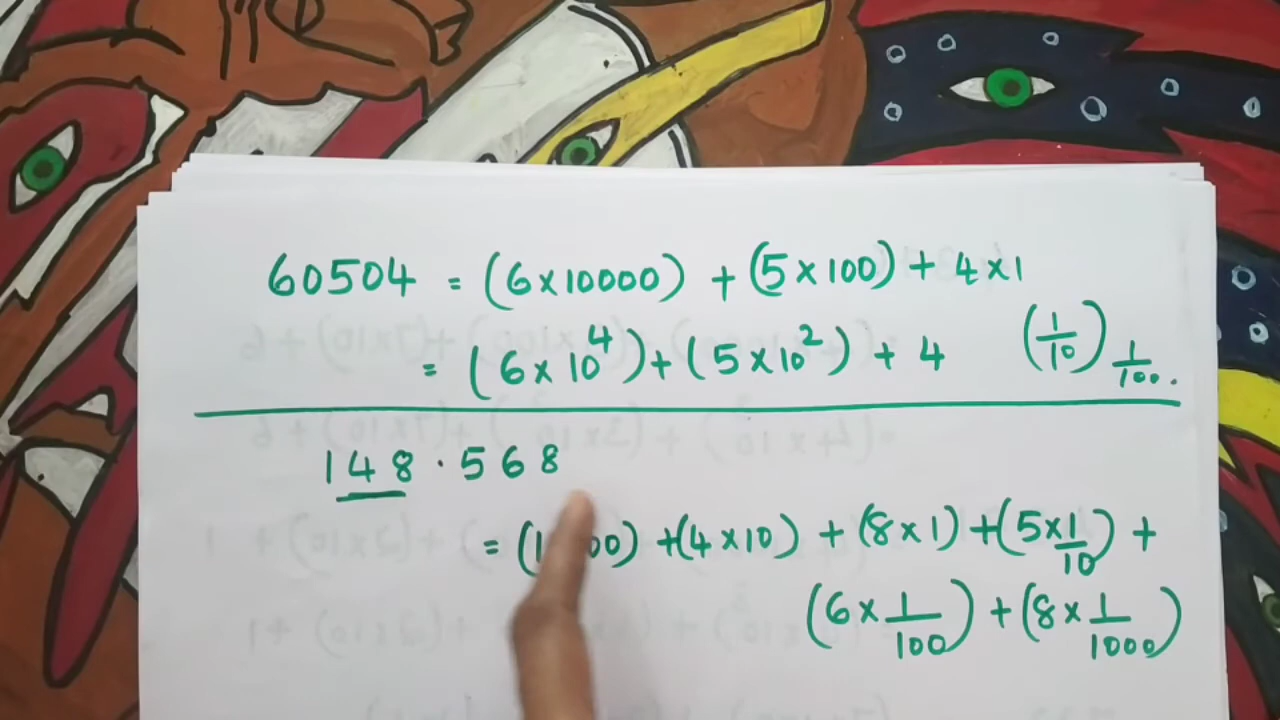 60504 = (6×10000) + (5×100) + 4×1
= (6×10⁴) + (5×10²) + 4 (1/10) 1/100.
148.568
= (1 00) + (4×10) + (8×1) + (5×1/10) +
(6×1/100) + (8×1/1000)